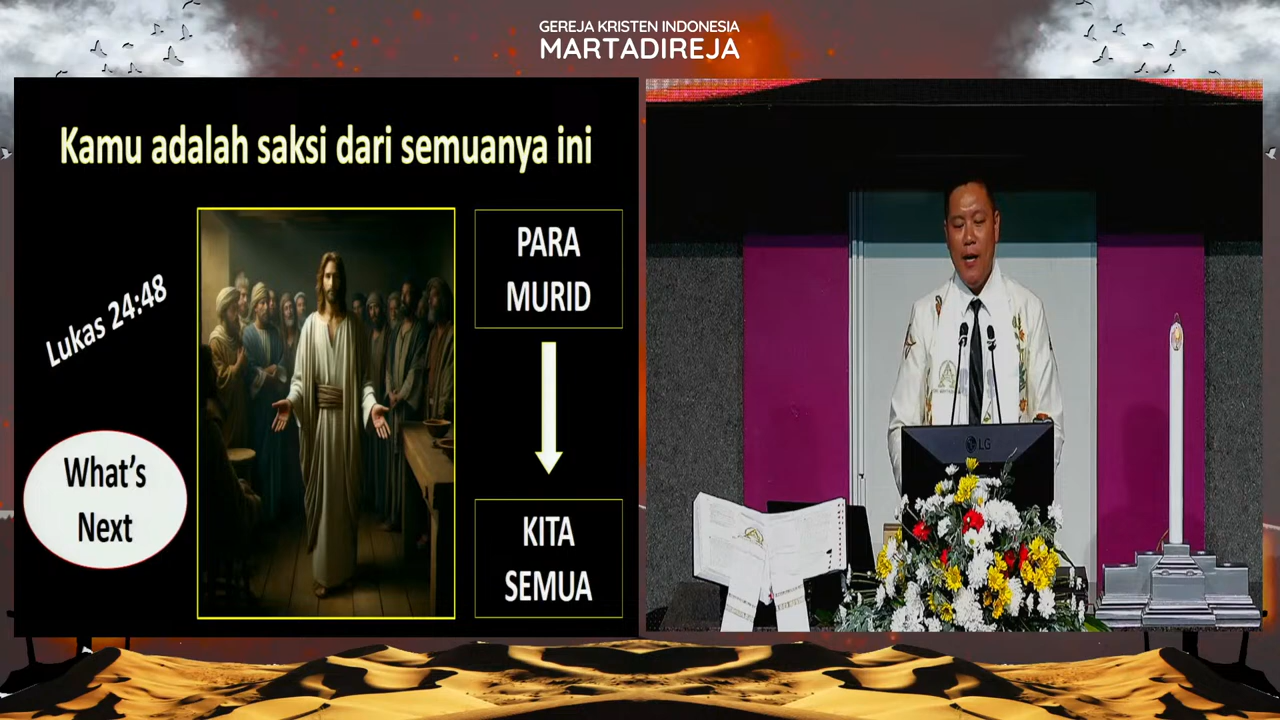 GEREJA KRISTEN INDONESIA
MARTADIREJA
Kamu adalah saksi dari semuanya ini
Lukas 24:48
What's
Next
PARA
MURID
KITA
SEMUA
LG